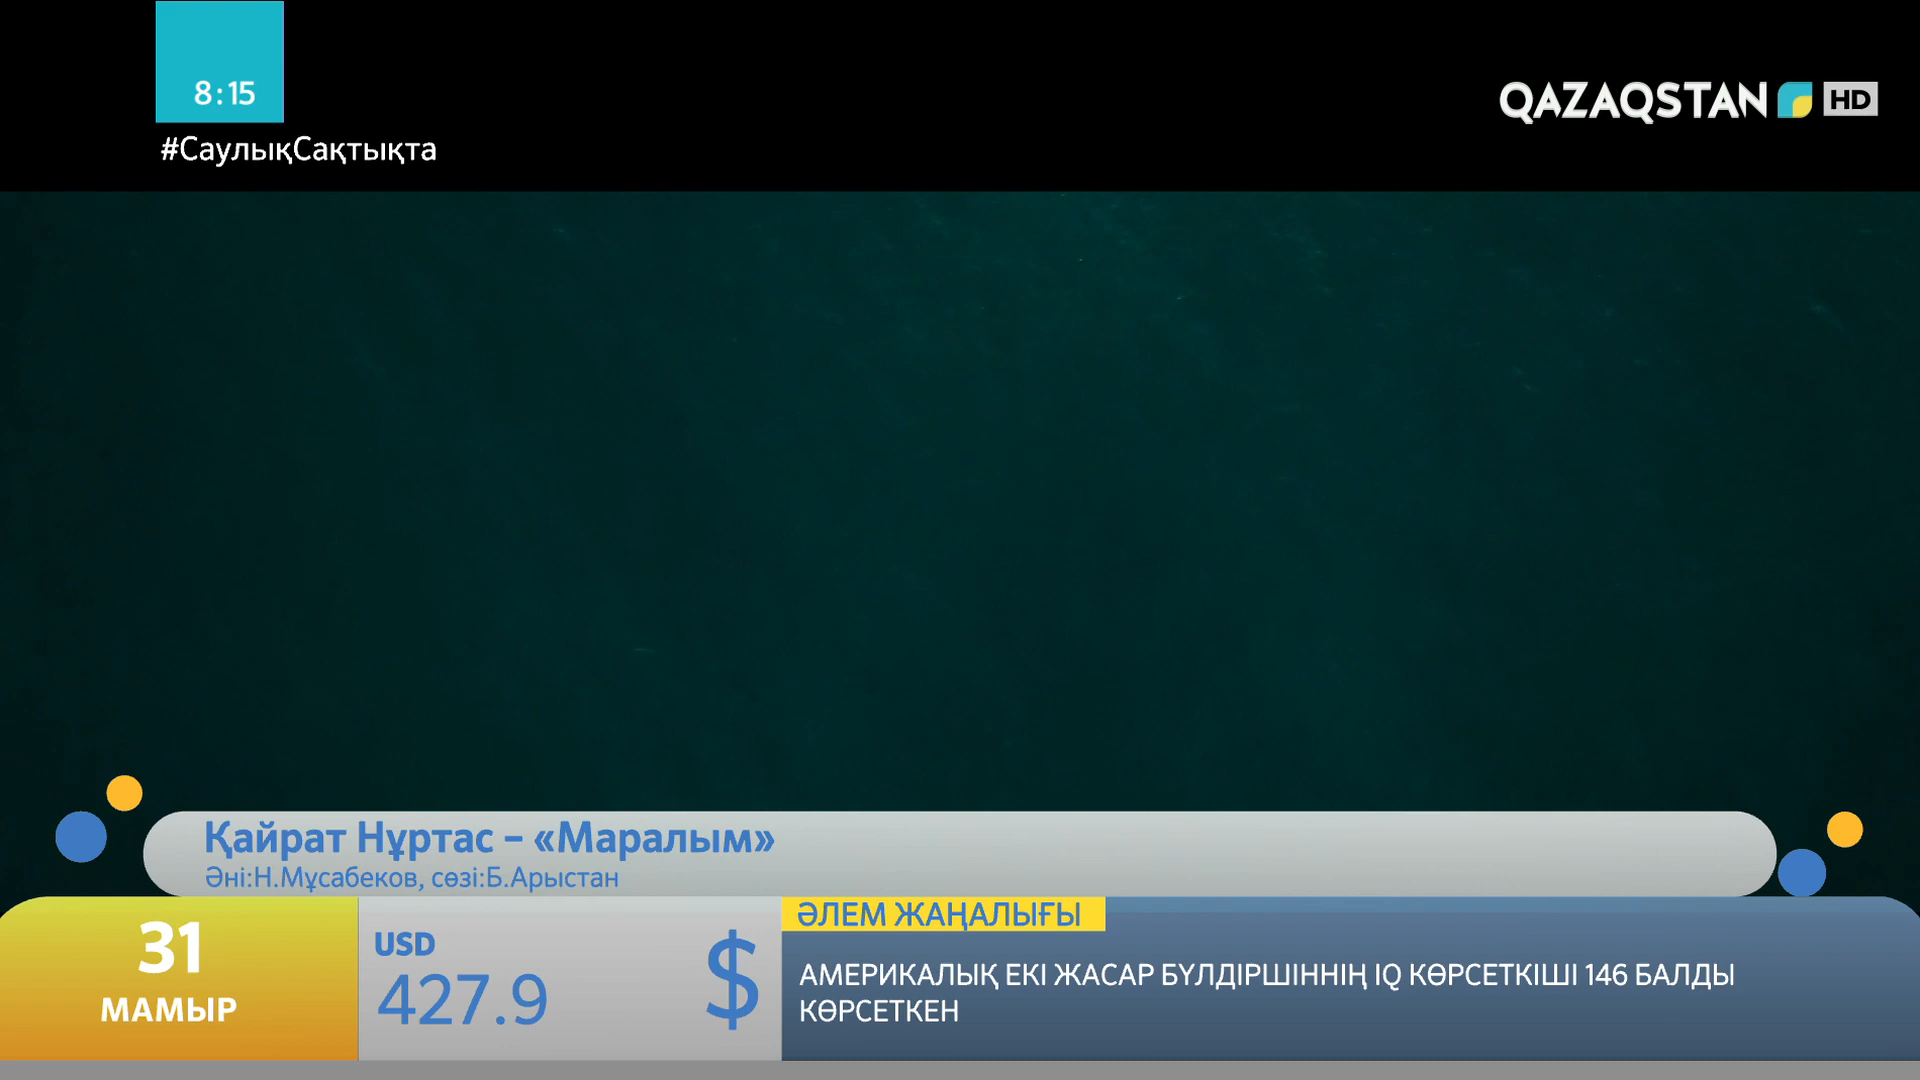 8:15
#СаулықСақтықта
QAZAQSTAN HD
Қайрат Нұртас – «Маралым»
Әні:Н.Мұсабеков, сөзі:Б.Арыстан
31
МАМЫР
USD
427.9
$
ӘЛЕМ ЖАҢАЛЫҒЫ
АМЕРИКАЛЫҚ ЕКІ ЖАСАР БҮЛДІРШІННІҢ IQ КӨРСЕТКІШІ 146 БАЛДЫ
КӨРСЕТКЕН